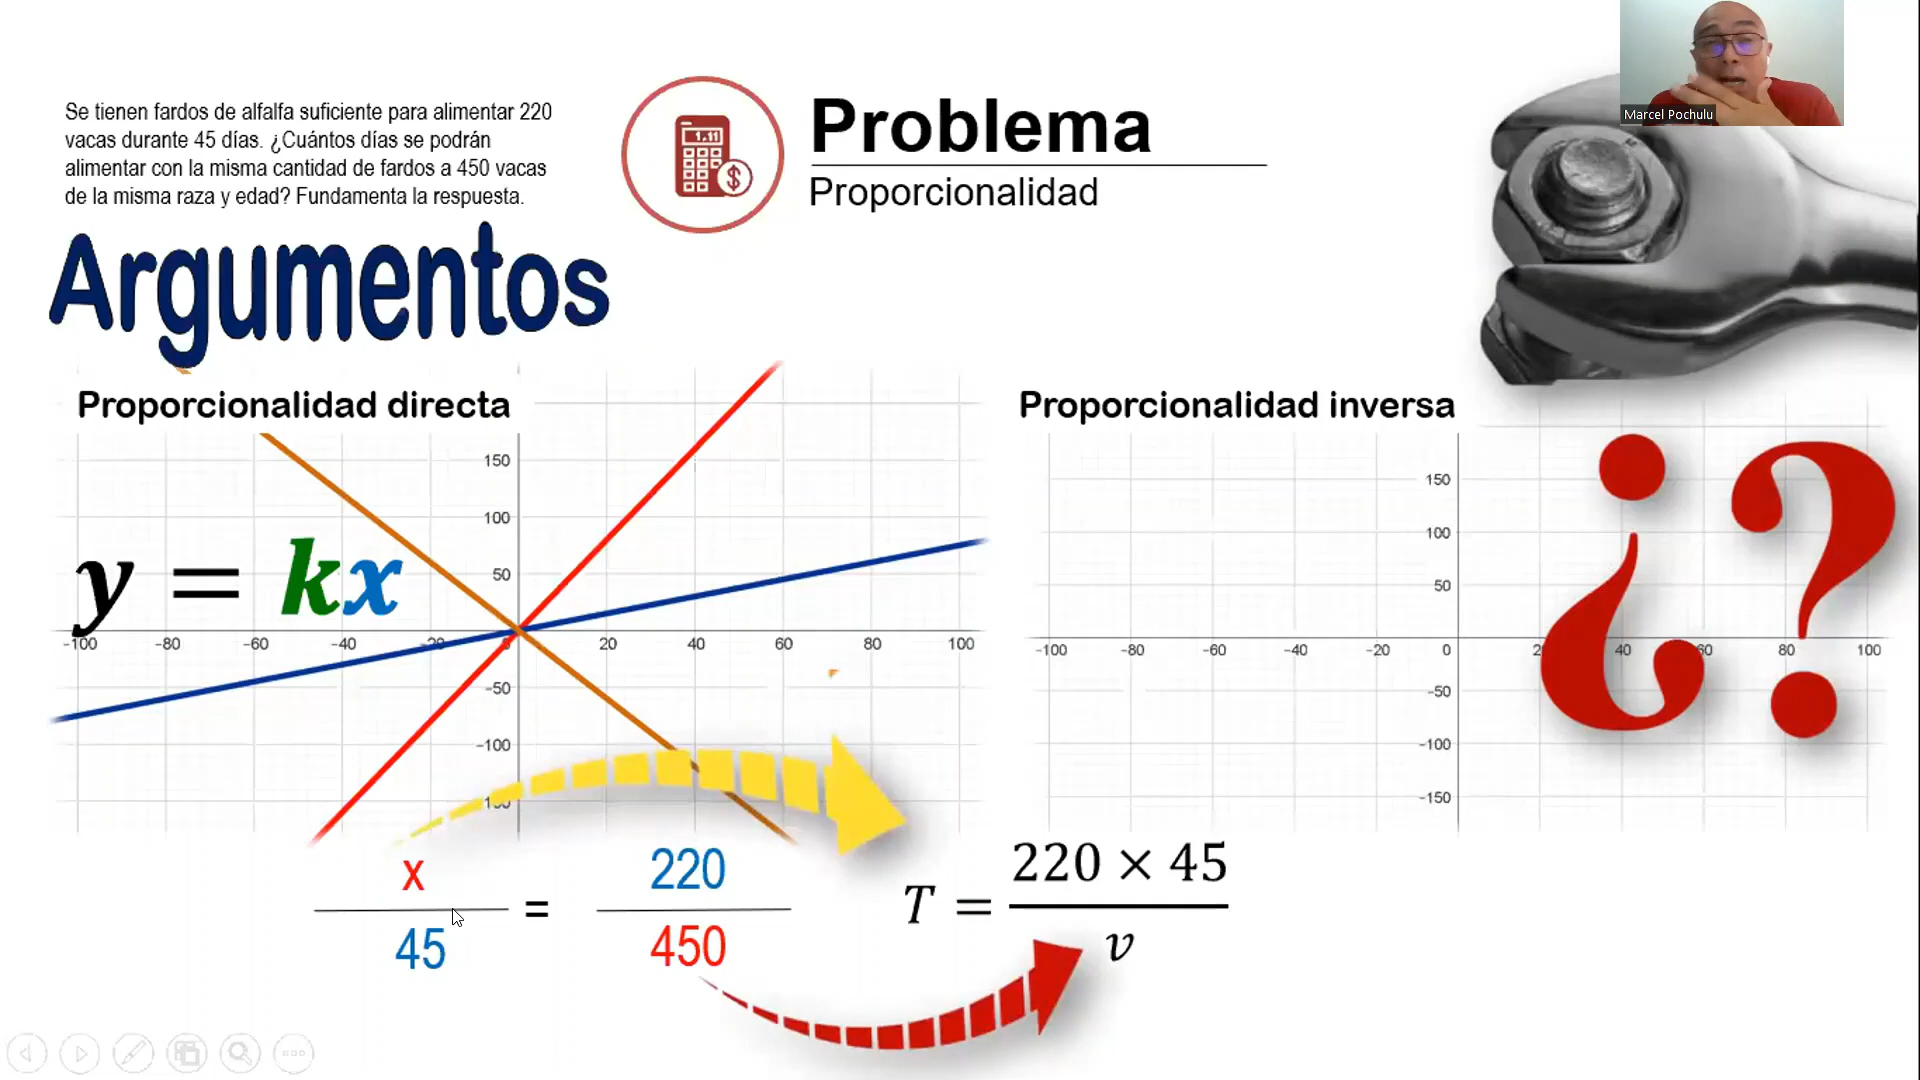 Marcel Pochulu
Se tienen fardos de alfalfa suficiente para alimentar 220
vacas durante 45 días. ¿Cuántos días se podrán
alimentar con la misma cantidad de fardos a 450 vacas
de la misma raza y edad? Fundamenta la respuesta.
1.11
$
Problema
Proporcionalidad
Argumentos
Proporcionalidad directa
150
100
50
y = kx
-100 -60 -40 -20 20 40 60 80 100
-50
-100
Proporcionalidad inversa
150
100
50
-100 -80 -60 -40 -20 0 40 60 80 100
-50
-100
-150
¿?
x
45
=
220
450
T = 220 × 45
v